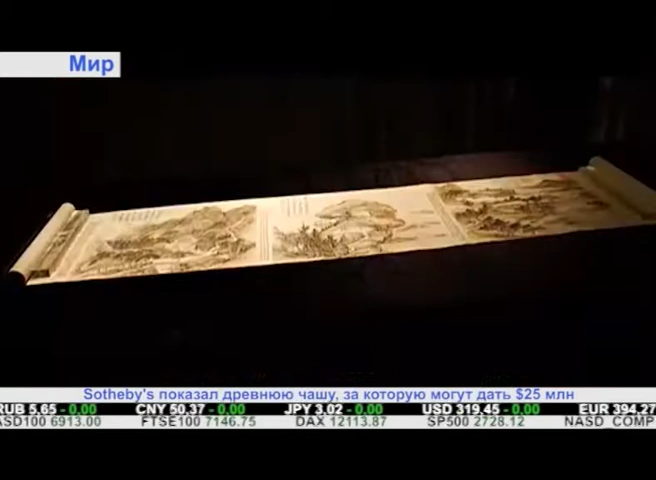 Мир
Sotheby's показал древнюю чашу, за которую могут дать $25 млн
RUB 5,65 - 0,00 CNY 50.37 - 0,00 JPY 3.02 - 0,00 USD 319.45 - 0,00 EUR 394.27
ASD100 6913.00 FTSE100 7146.75 DAX 12113.87 SP500 2728.12 NASD_COMP